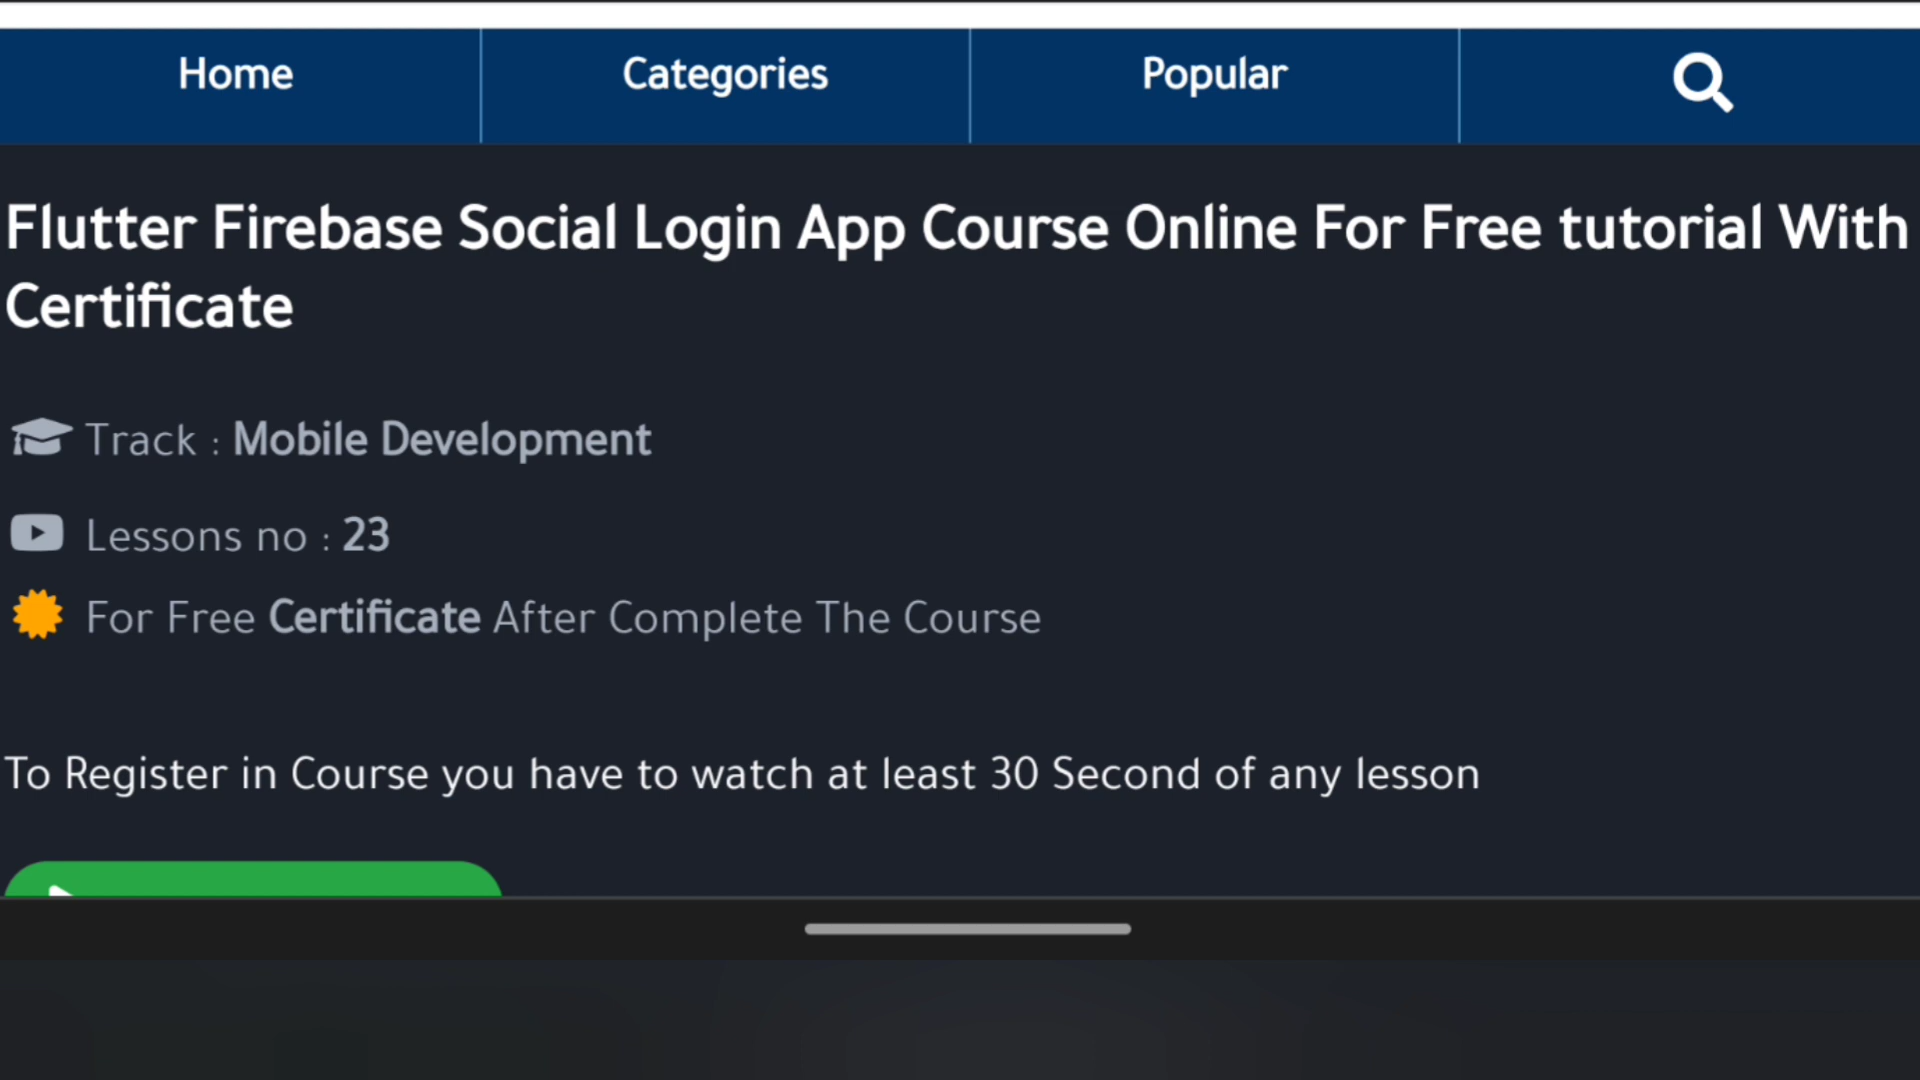 Home Categories Popular
Flutter Firebase Social Login App Course Online For Free tutorial With
Certificate
Track : Mobile Development
Lessons no : 23
For Free Certificate After Complete The Course
To Register in Course you have to watch at least 30 Second of any lesson